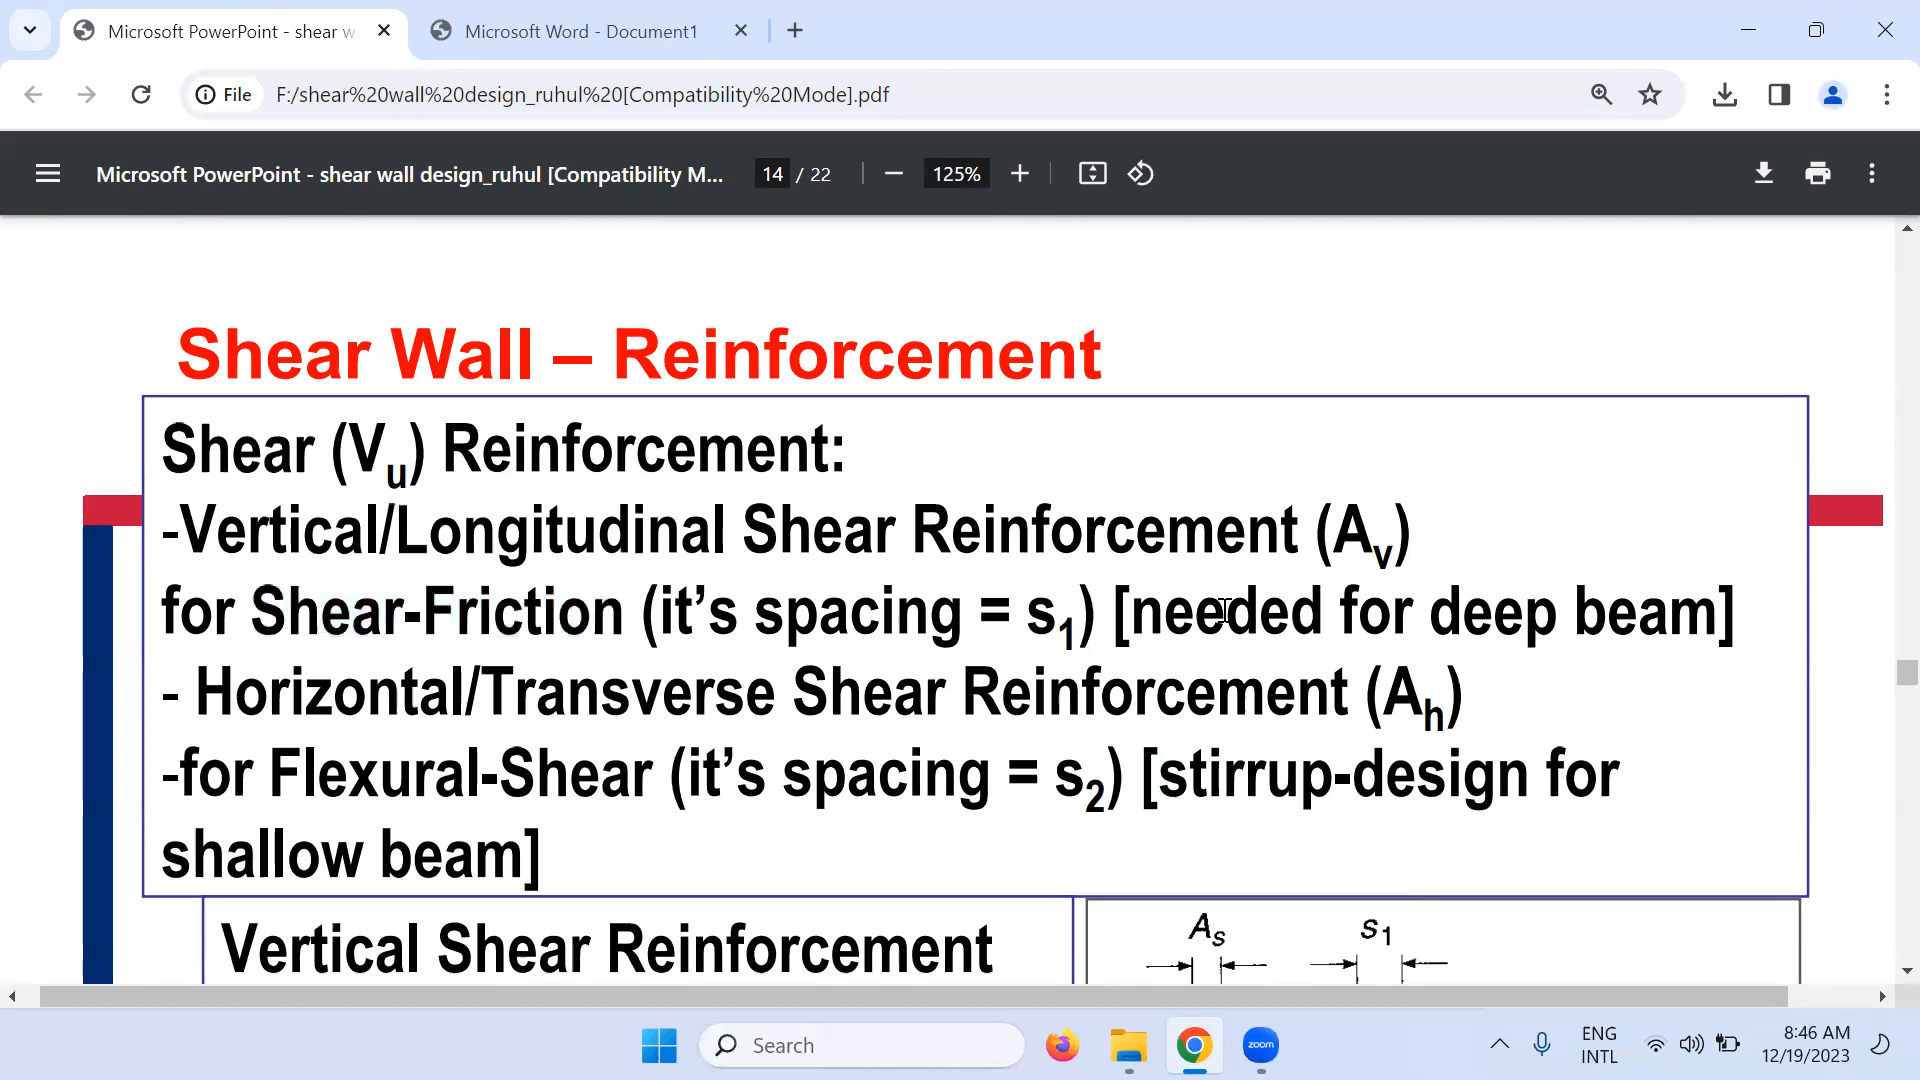 Microsoft PowerPoint - shear w
Microsoft Word - Document1
File
F:/shear%20wall%20design_ruhul%20[Compatibility%20Mode].pdf
Microsoft PowerPoint - shear wall design_ruhul [Compatibility M...
14 / 22
125%
Shear Wall – Reinforcement
Shear (Vu) Reinforcement:
-Vertical/Longitudinal Shear Reinforcement (Av)
for Shear-Friction (it’s spacing = s1) [needed for deep beam]
- Horizontal/Transverse Shear Reinforcement (Ah)
-for Flexural-Shear (it’s spacing = s2) [stirrup-design for
shallow beam]
Vertical Shear Reinforcement
As
s1
Search
zoom
ENG
INTL
8:46 AM
12/19/2023